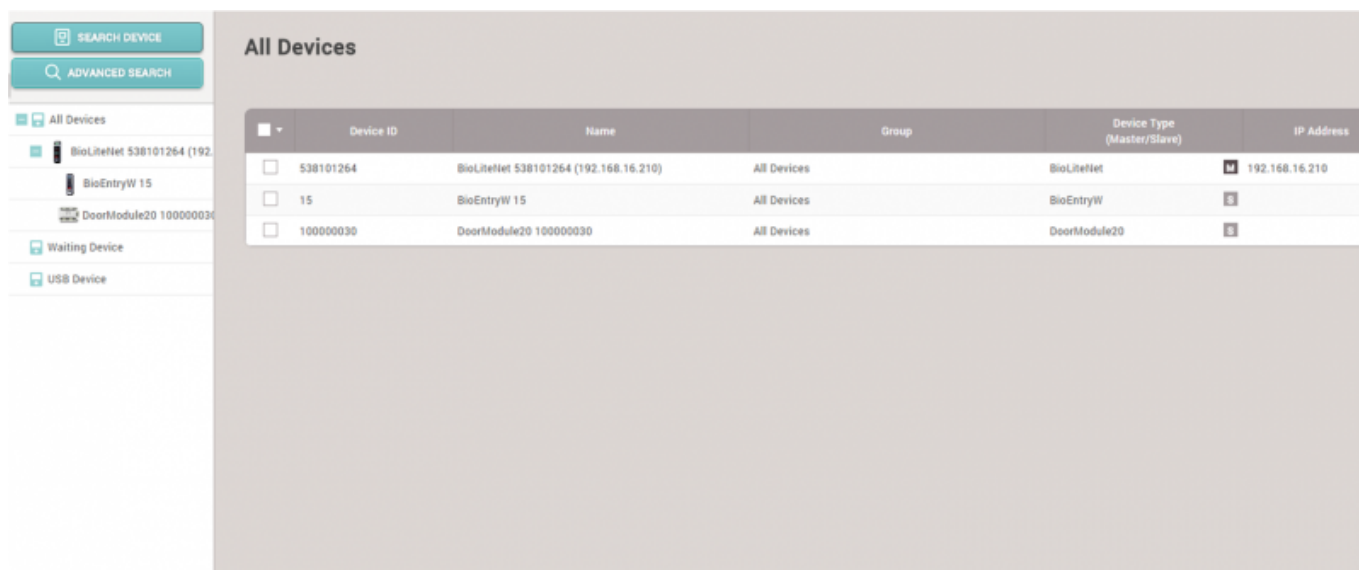 SEARCH DEVICE
ADVANCED SEARCH
All Devices
BioLiteNet 538101264 (192.
BioEntryW 15
DoorModule20 10000003
Waiting Device
USB Device
All Devices
Device ID Name Group Device Type (Master/Slave) IP Address
538101264 BioLiteNet 538101264 (192.168.16.210) All Devices BioLiteNet M 192.168.16.210
15 BioEntryW 15 All Devices BioEntryW S
100000030 DoorModule20 100000030 All Devices DoorModule20 S